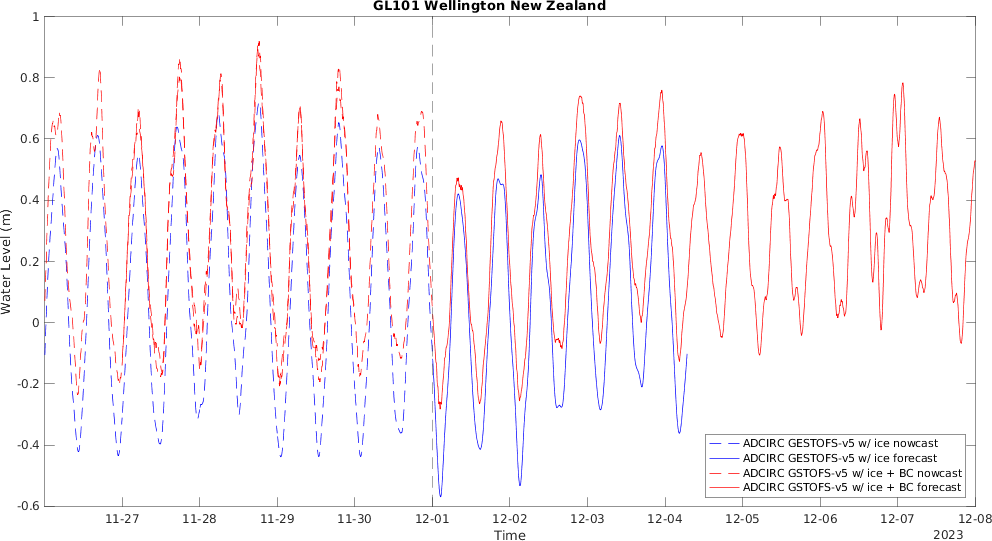 GL101 Wellington New Zealand
1
0.8
0.6
0.4
0.2
0
-0.2
-0.4
-0.6
Water Level (m)
11-27 11-28 11-29 11-30 12-01 12-02 12-03 12-04 12-05 12-06 12-07 12-08
Time
2023
ADCIRC GESTOFS-v5 w/ ice nowcast
ADCIRC GESTOFS-v5 w/ ice forecast
ADCIRC GSTOFS-v5 w/ ice + BC nowcast
ADCIRC GSTOFS-v5 w/ ice + BC forecast